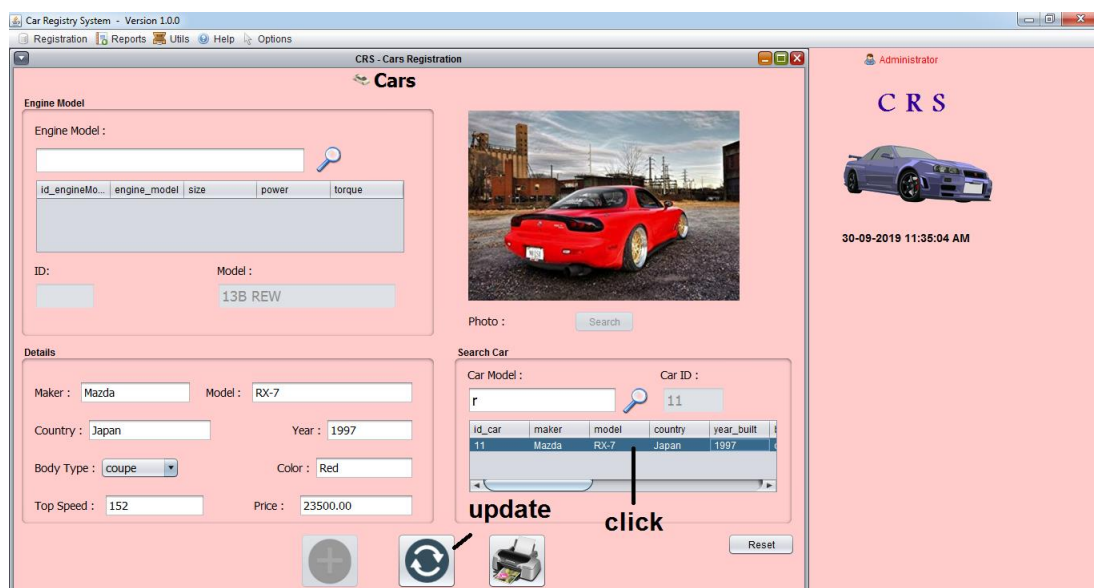 Car Registry System - Version 1.0.0
Registration Reports Utils Help Options
CRS - Cars Registration
Administrator
Cars
C R S
Engine Model
Engine Model :
id_engineMo... engine_model size power torque
30-09-2019 11:35:04 AM
ID: Model :
13B REW
Photo : Search
Details
Maker : Mazda Model : RX-7
Country : Japan Year : 1997
Body Type : coupe Color : Red
Top Speed : 152 Price : 23500.00
Search Car
Car Model : Car ID :
r 11
id_car maker model country year_built
11 Mazda RX-7 Japan 1997
update
click
Reset